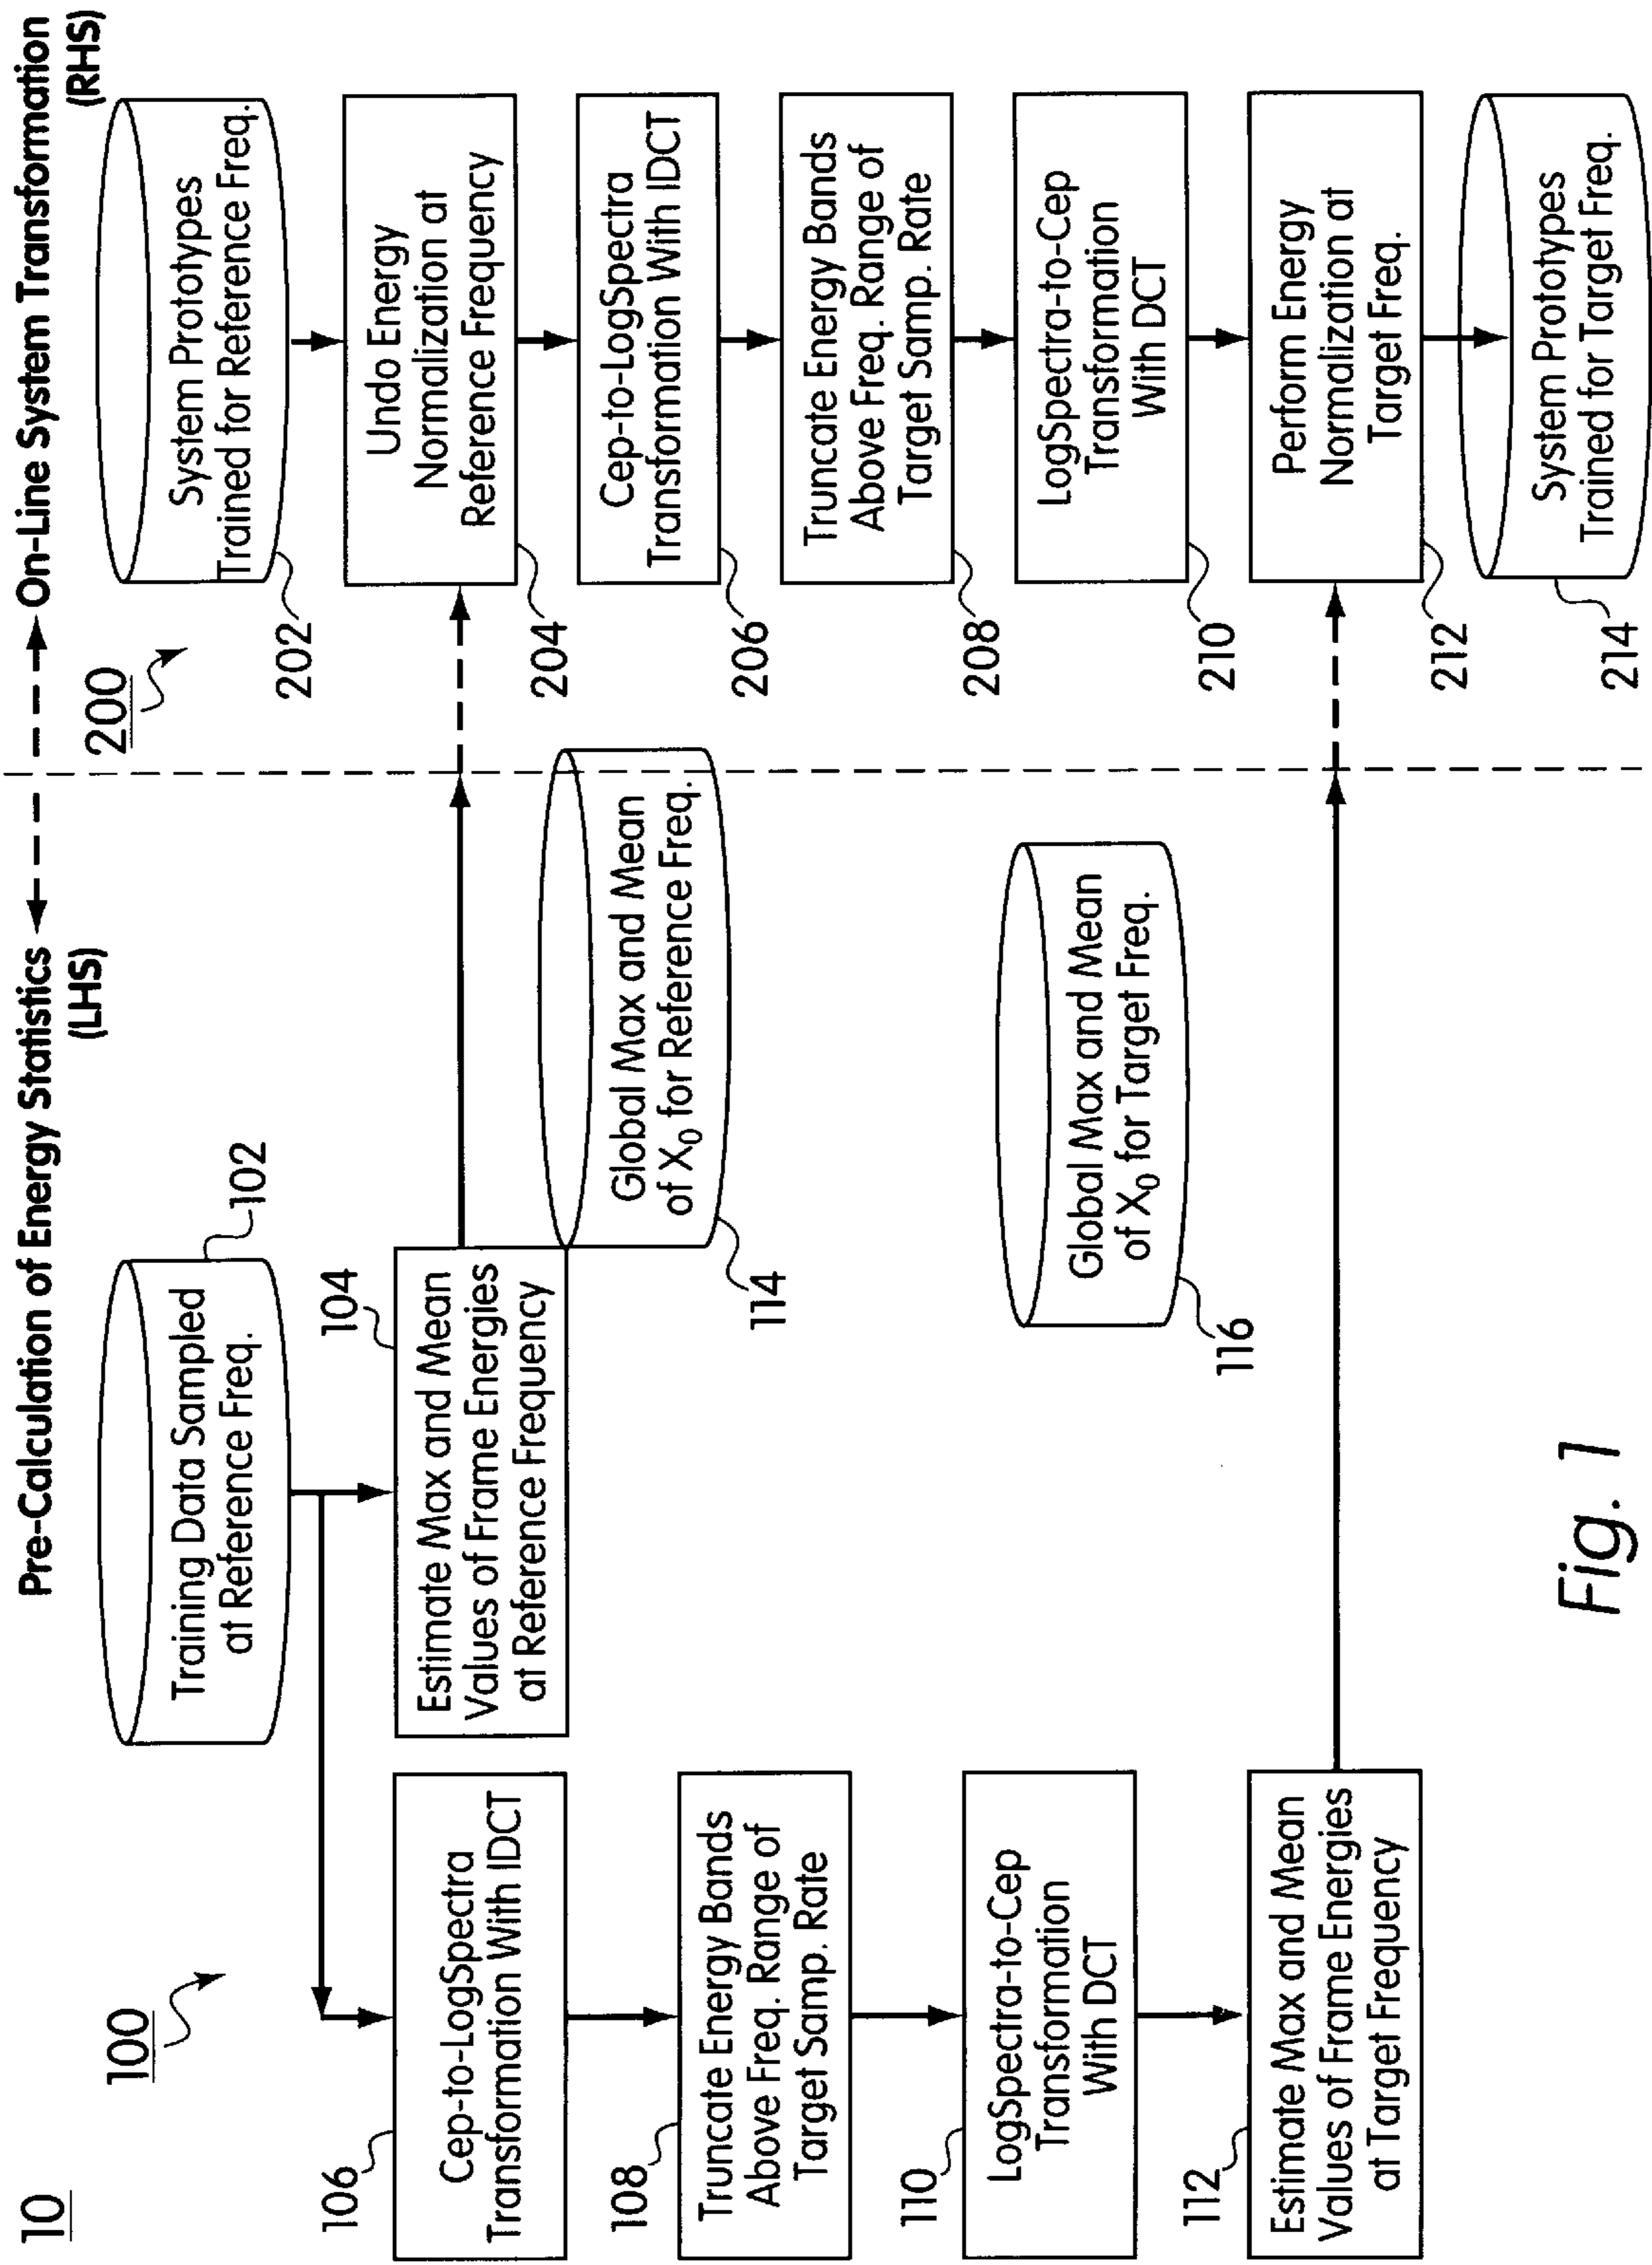 10
Pre-Calculation of Energy Statistics
(LHS)
On-Line System Transformation
(RHS)
100
200
Training Data Sampled
at Reference Freq.
102
104
Estimate Max and Mean
Values of Frame Energies
at Reference Frequency
106
Cep-to-LogSpectra
Transformation With IDCT
108
Truncate Energy Bands
Above Freq. Range of
Target Samp. Rate
110
LogSpectra-to-Cep
Transformation
With DCT
112
Estimate Max and Mean
Values of Frame Energies
at Target Frequency
Global Max and Mean
of X0 for Reference Freq.
114
Global Max and Mean
of X0 for Target Freq.
116
System Prototypes
Trained for Reference Freq.
202
Undo Energy
Normalization at
Reference Frequency
204
Cep-to-LogSpectra
Transformation With IDCT
206
Truncate Energy Bands
Above Freq. Range of
Target Samp. Rate
208
LogSpectra-to-Cep
Transformation
With DCT
210
Perform Energy
Normalization at
Target Freq.
212
System Prototypes
Trained for Target Freq.
214
Fig. 1